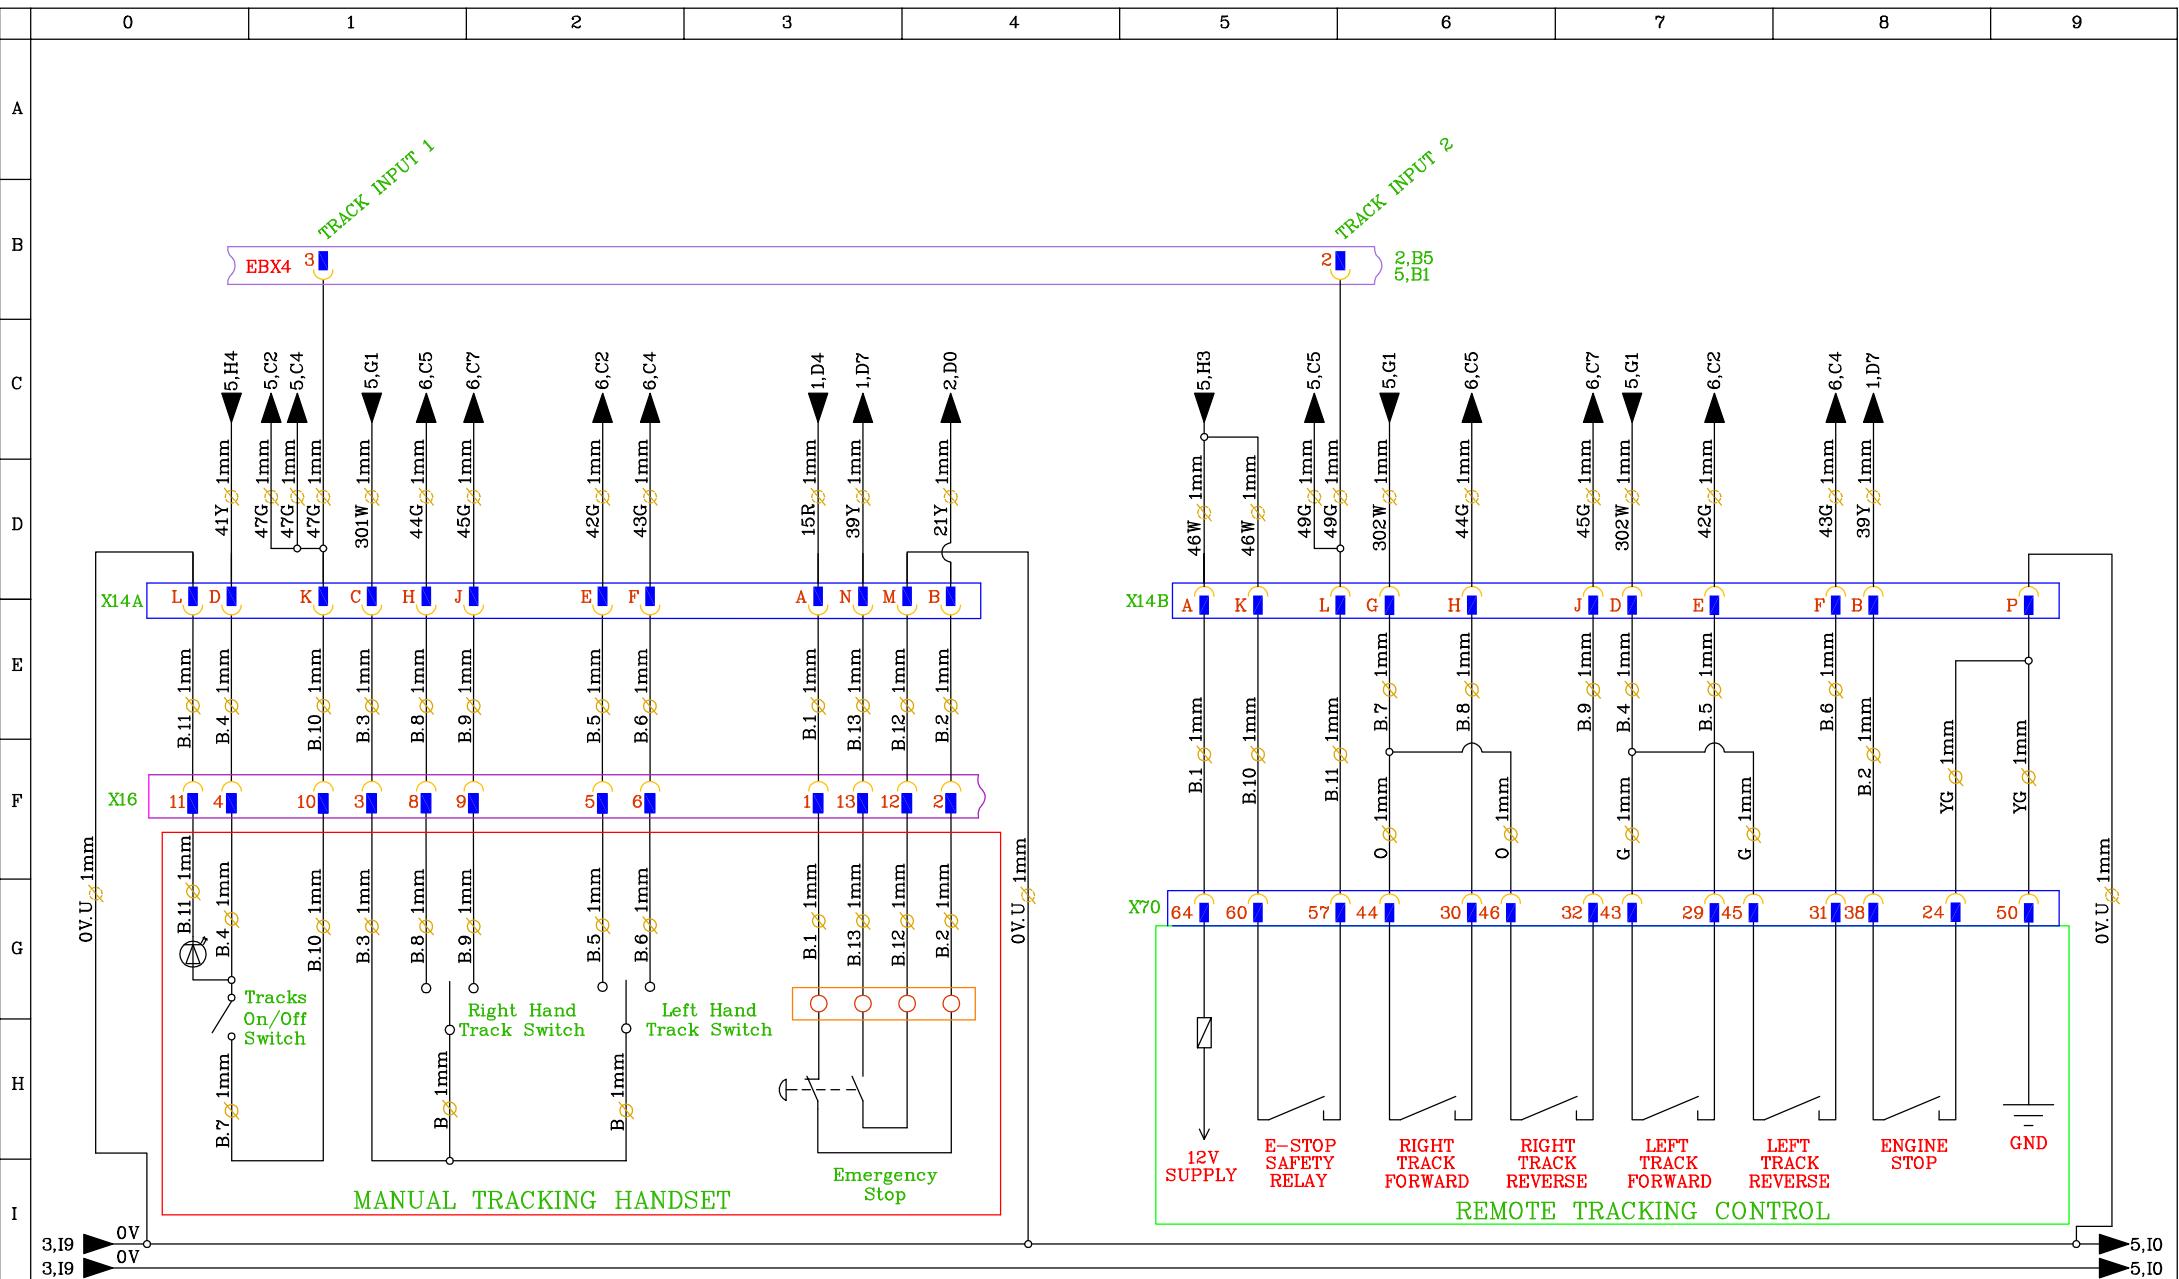 0 1 2 3 4 5 6 7 8 9
A
TRACK INPUT 1
TRACK INPUT 2
B
EBX4 3
2
2,B5
5,B1
C
5,H4 5,C2 5,C4 5,G1 6,C5 6,C7 6,C2 6,C4 1,D4 1,D7 2,D0
5,H3 5,C5 5,G1 6,C5 6,C7 5,G1 6,C2 6,C4 1,D7
D
41Y Ø 1mm
47G Ø 1mm
47G Ø 1mm
47G Ø 1mm
301W Ø 1mm
44G Ø 1mm
45G Ø 1mm
42G Ø 1mm
43G Ø 1mm
15R Ø 1mm
39Y Ø 1mm
21Y Ø 1mm
46W Ø 1mm
46W Ø 1mm
49G Ø 1mm
49G Ø 1mm
302W Ø 1mm
44G Ø 1mm
45G Ø 1mm
302W Ø 1mm
42G Ø 1mm
43G Ø 1mm
39Y Ø 1mm
X14A L D K C H J E F A N M B
X14B A K L G H J D E F B P
E
B.11 Ø 1mm
B.4 Ø 1mm
B.10 Ø 1mm
B.3 Ø 1mm
B.8 Ø 1mm
B.9 Ø 1mm
B.5 Ø 1mm
B.6 Ø 1mm
B.1 Ø 1mm
B.13 Ø 1mm
B.12 Ø 1mm
B.2 Ø 1mm
B.1 Ø 1mm
B.10 Ø 1mm
B.11 Ø 1mm
B.7 Ø 1mm
B.8 Ø 1mm
B.9 Ø 1mm
B.4 Ø 1mm
B.5 Ø 1mm
B.6 Ø 1mm
B.2 Ø 1mm
YG Ø 1mm
YG Ø 1mm
F
X16 11 4 10 3 8 9 5 6 1 13 12 2
O Ø 1mm
O Ø 1mm
G Ø 1mm
G Ø 1mm
0V.U Ø 1mm
B.11 Ø 1mm
B.4 Ø 1mm
B.10 Ø 1mm
B.3 Ø 1mm
B.8 Ø 1mm
B.9 Ø 1mm
B.5 Ø 1mm
B.6 Ø 1mm
B.1 Ø 1mm
B.13 Ø 1mm
B.12 Ø 1mm
B.2 Ø 1mm
0V.U Ø 1mm
0V.U Ø 1mm
X70 64 60 57 44 30 46 32 43 29 45 31 38 24 50
G
Tracks
On/Off
Switch
Right Hand
Track Switch
Left Hand
Track Switch
H
B.7 Ø 1mm
B Ø 1mm
B Ø 1mm
Emergency
Stop
12V
SUPPLY
E-STOP
SAFETY
RELAY
RIGHT
TRACK
FORWARD
RIGHT
TRACK
REVERSE
LEFT
TRACK
FORWARD
LEFT
TRACK
REVERSE
ENGINE
STOP
GND
I
MANUAL TRACKING HANDSET
REMOTE TRACKING CONTROL
3,I9 0V 5,I0
3,I9 0V 5,I0